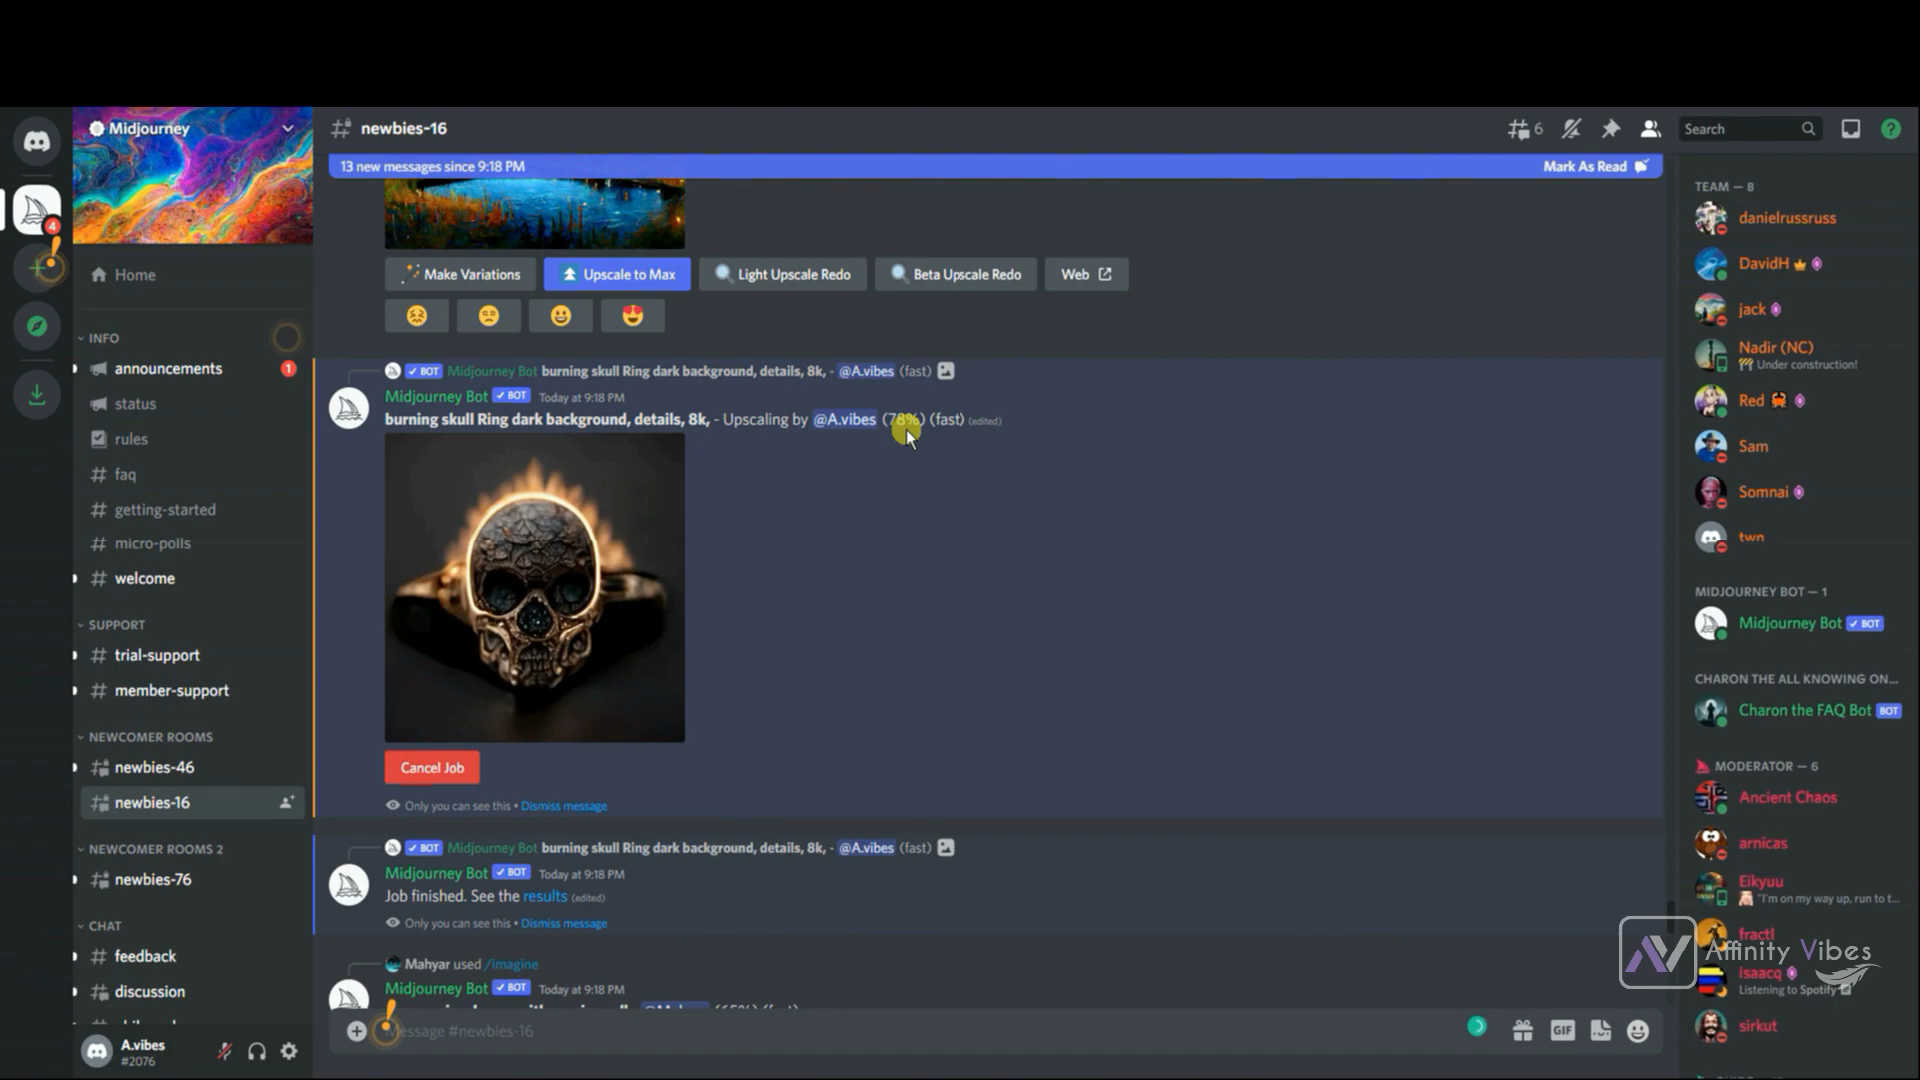 Midjourney
newbies-16
6
Search
13 new messages since 9:18 PM
Mark As Read
Home
INFO
announcements
1
status
rules
faq
getting-started
micro-polls
welcome
SUPPORT
trial-support
member-support
NEWCOMER ROOMS
newbies-46
newbies-16
NEWCOMER ROOMS 2
newbies-76
CHAT
feedback
discussion
A.vibes
#2076
4
Make Variations
Upscale to Max
Light Upscale Redo
Beta Upscale Redo
Web
BOT Midjourney Bot burning skull Ring dark background, details, 8k, - @A.vibes (fast)
Midjourney Bot BOT Today at 9:18 PM
burning skull Ring dark background, details, 8k, - Upscaling by @A.vibes (78%) (fast) (edited)
Cancel Job
Only you can see this • Dismiss message
BOT Midjourney Bot burning skull Ring dark background, details, 8k, - @A.vibes (fast)
Midjourney Bot BOT Today at 9:18 PM
Job finished. See the results (edited)
Only you can see this • Dismiss message
Mahyar used /imagine
Midjourney Bot BOT Today at 9:18 PM
Message #newbies-16
GIF
TEAM — 8
danielrussruss
DavidH
jack
Nadir (NC)
Under construction!
Red
Sam
Somnai
twn
MIDJOURNEY BOT — 1
Midjourney Bot BOT
CHARON THE ALL KNOWING ON...
Charon the FAQ Bot BOT
MODERATOR — 6
Ancient Chaos
arnicas
Eikyuu
"I'm on my way up, run to t...
fractl
isaacq
Listening to Spotify
sirkut
Affinity Vibes